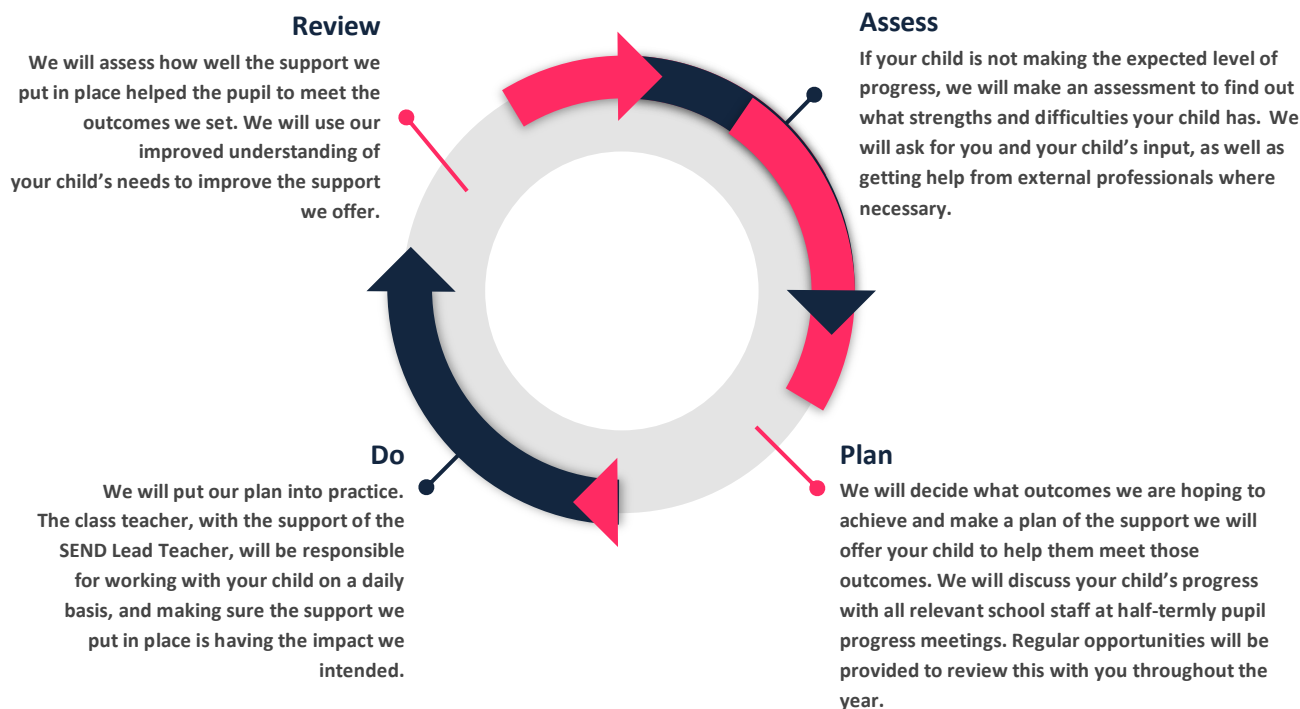 Review
We will assess how well the support we
put in place helped the pupil to meet the
outcomes we set. We will use our
improved understanding of
your child’s needs to improve the support
we offer.
Assess
If your child is not making the expected level of
progress, we will make an assessment to find out
what strengths and difficulties your child has.  We
will ask for you and your child’s input, as well as
getting help from external professionals where
necessary.
Do
We will put our plan into practice.
The class teacher, with the support of the
SEND Lead Teacher, will be responsible
for working with your child on a daily
basis, and making sure the support we
put in place is having the impact we
intended.
Plan
We will decide what outcomes we are hoping to
achieve and make a plan of the support we will
offer your child to help them meet those
outcomes. We will discuss your child’s progress
with all relevant school staff at half-termly pupil
progress meetings. Regular opportunities will be
provided to review this with you throughout the
year.